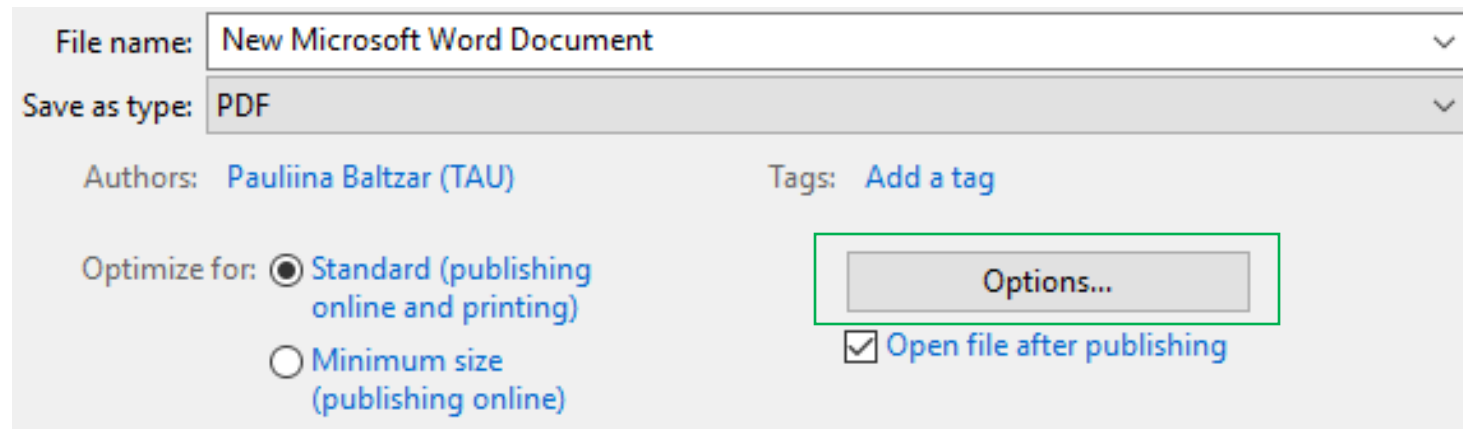 File name: New Microsoft Word Document
Save as type: PDF
Authors: Pauliina Baltzar (TAU) Tags: Add a tag
Optimize for: Standard (publishing
online and printing)
Options...
Open file after publishing
Minimum size
(publishing online)